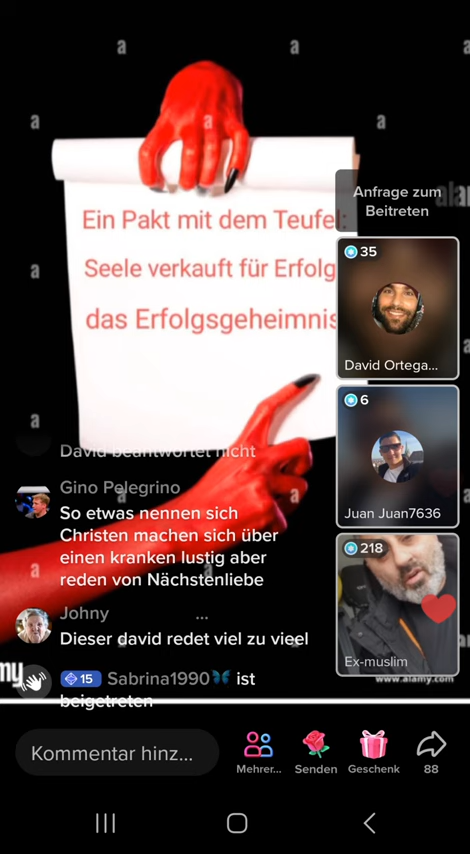 Anfrage zum
Beitreten
Ein Pakt mit dem Teufel:
Seele verkauft für Erfolg
das Erfolgsgeheimnis
35
David Ortega...
6
Juan Juan7636
218
Ex-muslim
www.alamy.com
David beantwortet nicht
Gino Pelegrino
So etwas nennen sich
Christen machen sich über
einen kranken lustig aber
reden von Nächstenliebe
Johny ...
Dieser david redet viel zu vieel
15 Sabrina1990🦋 ist
beigetreten
Kommentar hinz...
Mehrer...
Senden
Geschenk
88